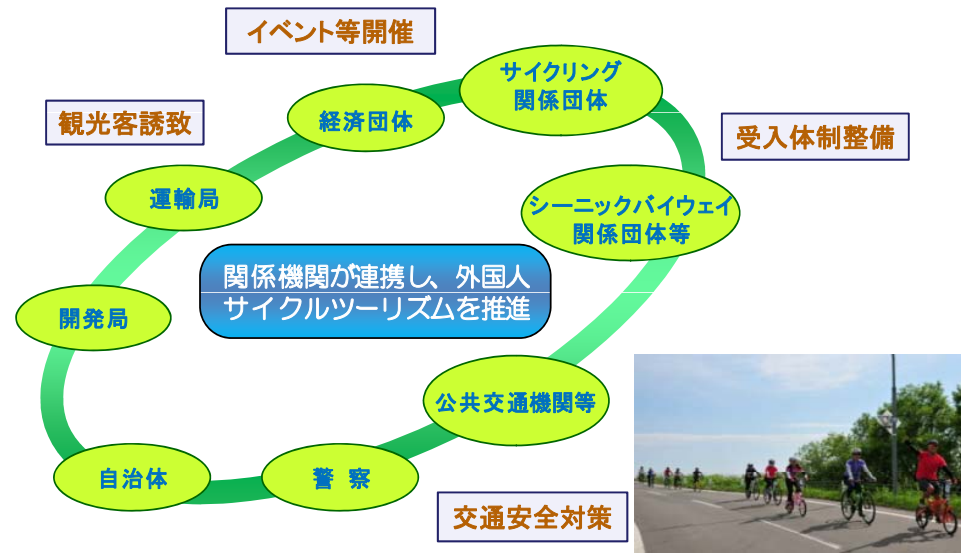 イベント等開催
サイクリング
関係団体
経済団体
観光客誘致
受入体制整備
運輸局
シーニックバイウェイ
関係団体等
関係機関が連携し、外国人
サイクルツーリズムを推進
開発局
公共交通機関等
自治体
警 察
交通安全対策